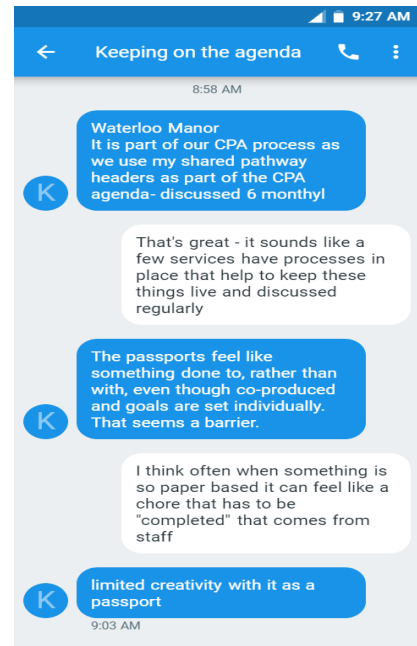 9:27 AM
Keeping on the agenda
8:58 AM
Waterloo Manor
It is part of our CPA process as
we use my shared pathway
headers as part of the CPA
agenda- discussed 6 monthyl
K
That's great - it sounds like a
few services have processes in
place that help to keep these
things live and discussed
regularly
The passports feel like
something done to, rather than
with, even though co-produced
and goals are set individually.
That seems a barrier.
K
I think often when something is
so paper based it can feel like a
chore that has to be
"completed" that comes from
staff
limited creativity with it as a
passport
K
9:03 AM